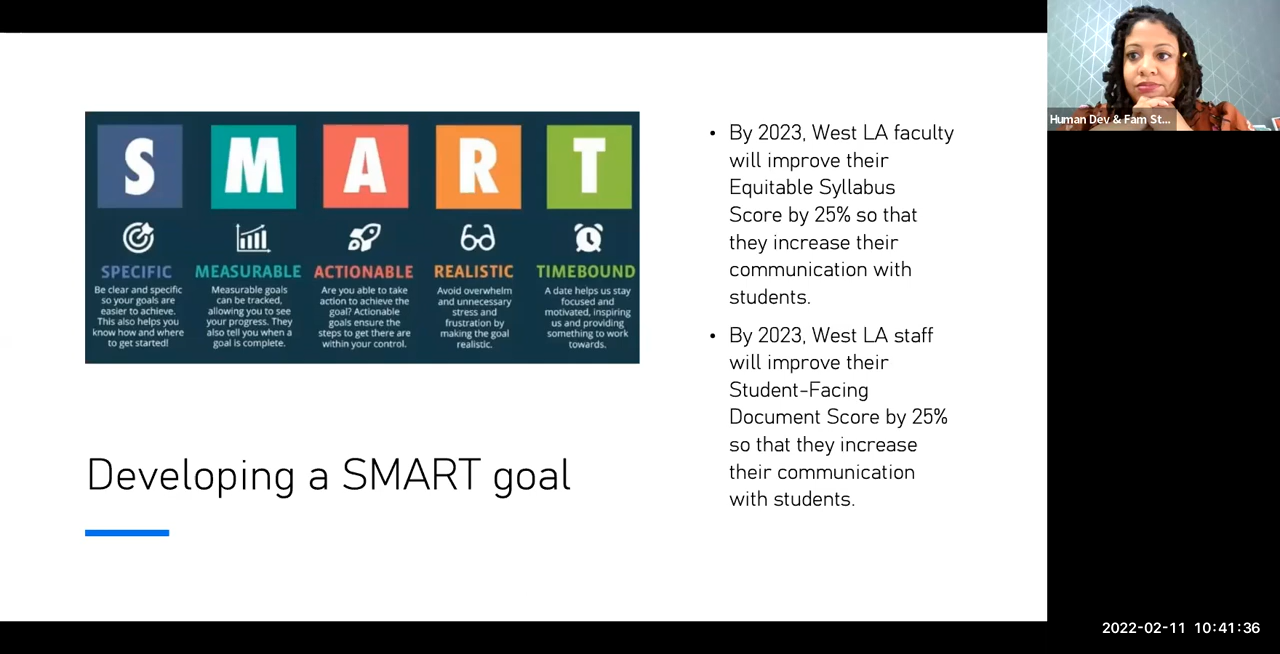 S M A R T
SPECIFIC MEASURABLE ACTIONABLE REALISTIC TIMEBOUND
Be clear and specific
so your goals are
easier to achieve.
This also helps you
know how and where
to get started!
Measurable goals
can be tracked,
allowing you to see
your progress. They
also tell you when a
goal is complete.
Are you able to take
action to achieve the
goal? Actionable
goals ensure the
steps to get there are
within your control.
Avoid overwhelm
and unnecessary
stress and
frustration by
making the goal
realistic.
A date helps us stay
focused and
motivated, inspiring
us and providing
something to work
towards.
Developing a SMART goal
• By 2023, West LA faculty
will improve their
Equitable Syllabus
Score by 25% so that
they increase their
communication with
students.
• By 2023, West LA staff
will improve their
Student-Facing
Document Score by 25%
so that they increase
their communication
with students.
Human Dev & Fam St...
2022-02-11 10:41:36